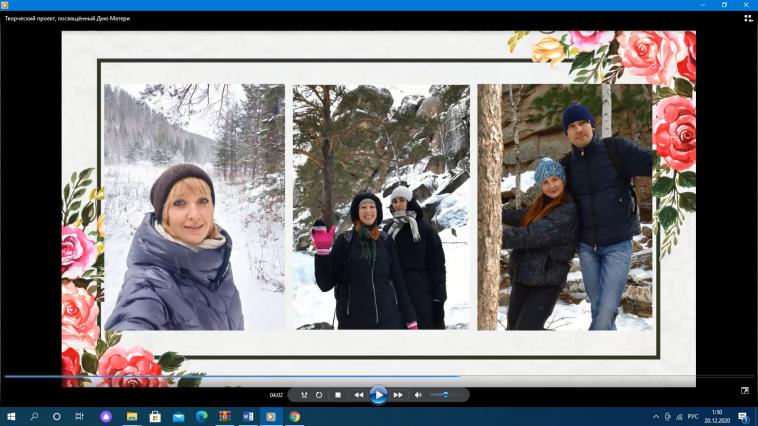 Творческий проект, посвящённый Дню Матери
04:02
РУС
1:50
20.12.2020